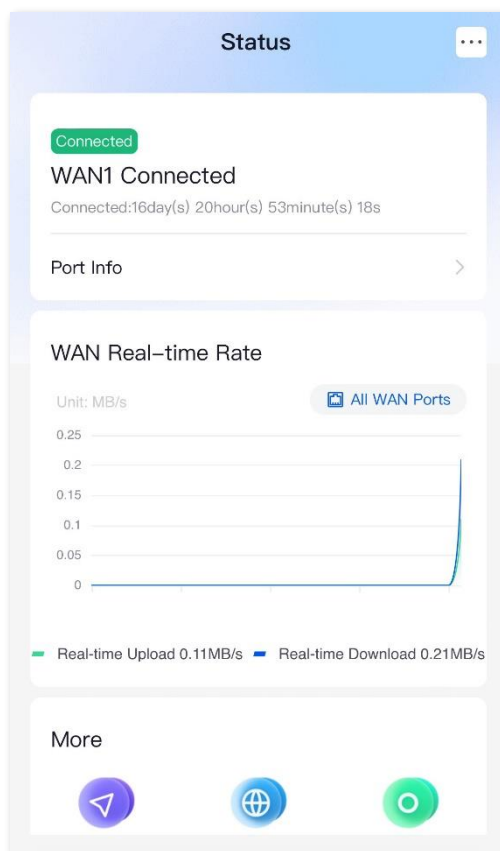 Status
Connected
WAN1 Connected
Connected:16day(s) 20hour(s) 53minute(s) 18s
Port Info
WAN Real-time Rate
Unit: MB/s
All WAN Ports
0.25
0.2
0.15
0.1
0.05
0
Real-time Upload 0.11MB/s Real-time Download 0.21MB/s
More